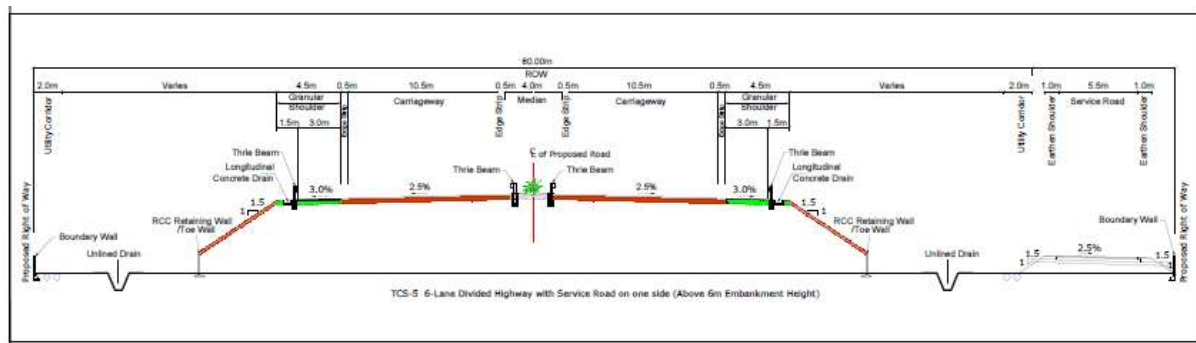 80.00m
ROW
2.0m Varies 4.5m 0.5m 10.5m 0.5m 4.0m 0.5m 10.5m 0.5m 4.5m Varies 2.0m 1.0m 5.5m 1.0m
Utility Corridor
Granular
Shoulder
1.5m 3.0m
Edge Strip
Carriageway
Edge Strip
Median
Edge Strip
Carriageway
Edge Strip
Granular
Shoulder
3.0m 1.5m
Utility Corridor
Earthen Shoulder
Service Road
Earthen Shoulder
Thrie Beam
Longitudinal
Concrete Drain
3.0%
2.5%
Thrie Beam
℄ of Proposed Road
Thrie Beam
2.5%
3.0%
Thrie Beam
Longitudinal
Concrete Drain
1.5
1
1.5
1
RCC Retaining Wall
/Toe Wall
RCC Retaining Wall
/Toe Wall
Proposed Right of Way
Boundary Wall
Unlined Drain
Unlined Drain
1.5
1
2.5%
1.5
1
Boundary Wall
Proposed Right of Way
TCS-5 6-Lane Divided Highway with Service Road on one side (Above 6m Embankment Height)